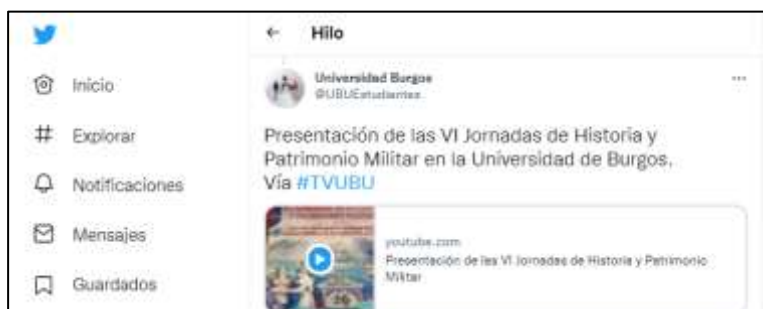 Hilo
Inicio
Explorar
Notificaciones
Mensajes
Guardados
Universidad Burgos
@UBUEstudiantes
Presentación de las VI Jornadas de Historia y
Patrimonio Militar en la Universidad de Burgos.
Vía #TVUBU
youtube.com
Presentación de las VI Jornadas de Historia y Patrimonio
Militar